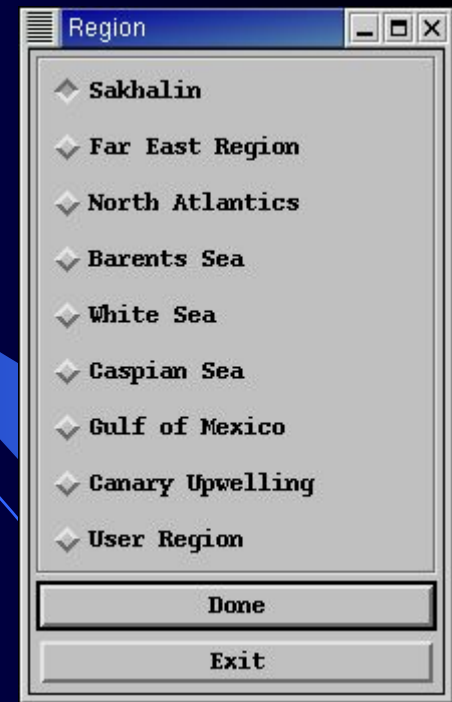 Region
Sakhalin
Far East Region
North Atlantics
Barents Sea
White Sea
Caspian Sea
Gulf of Mexico
Canary Upwelling
User Region
Done
Exit